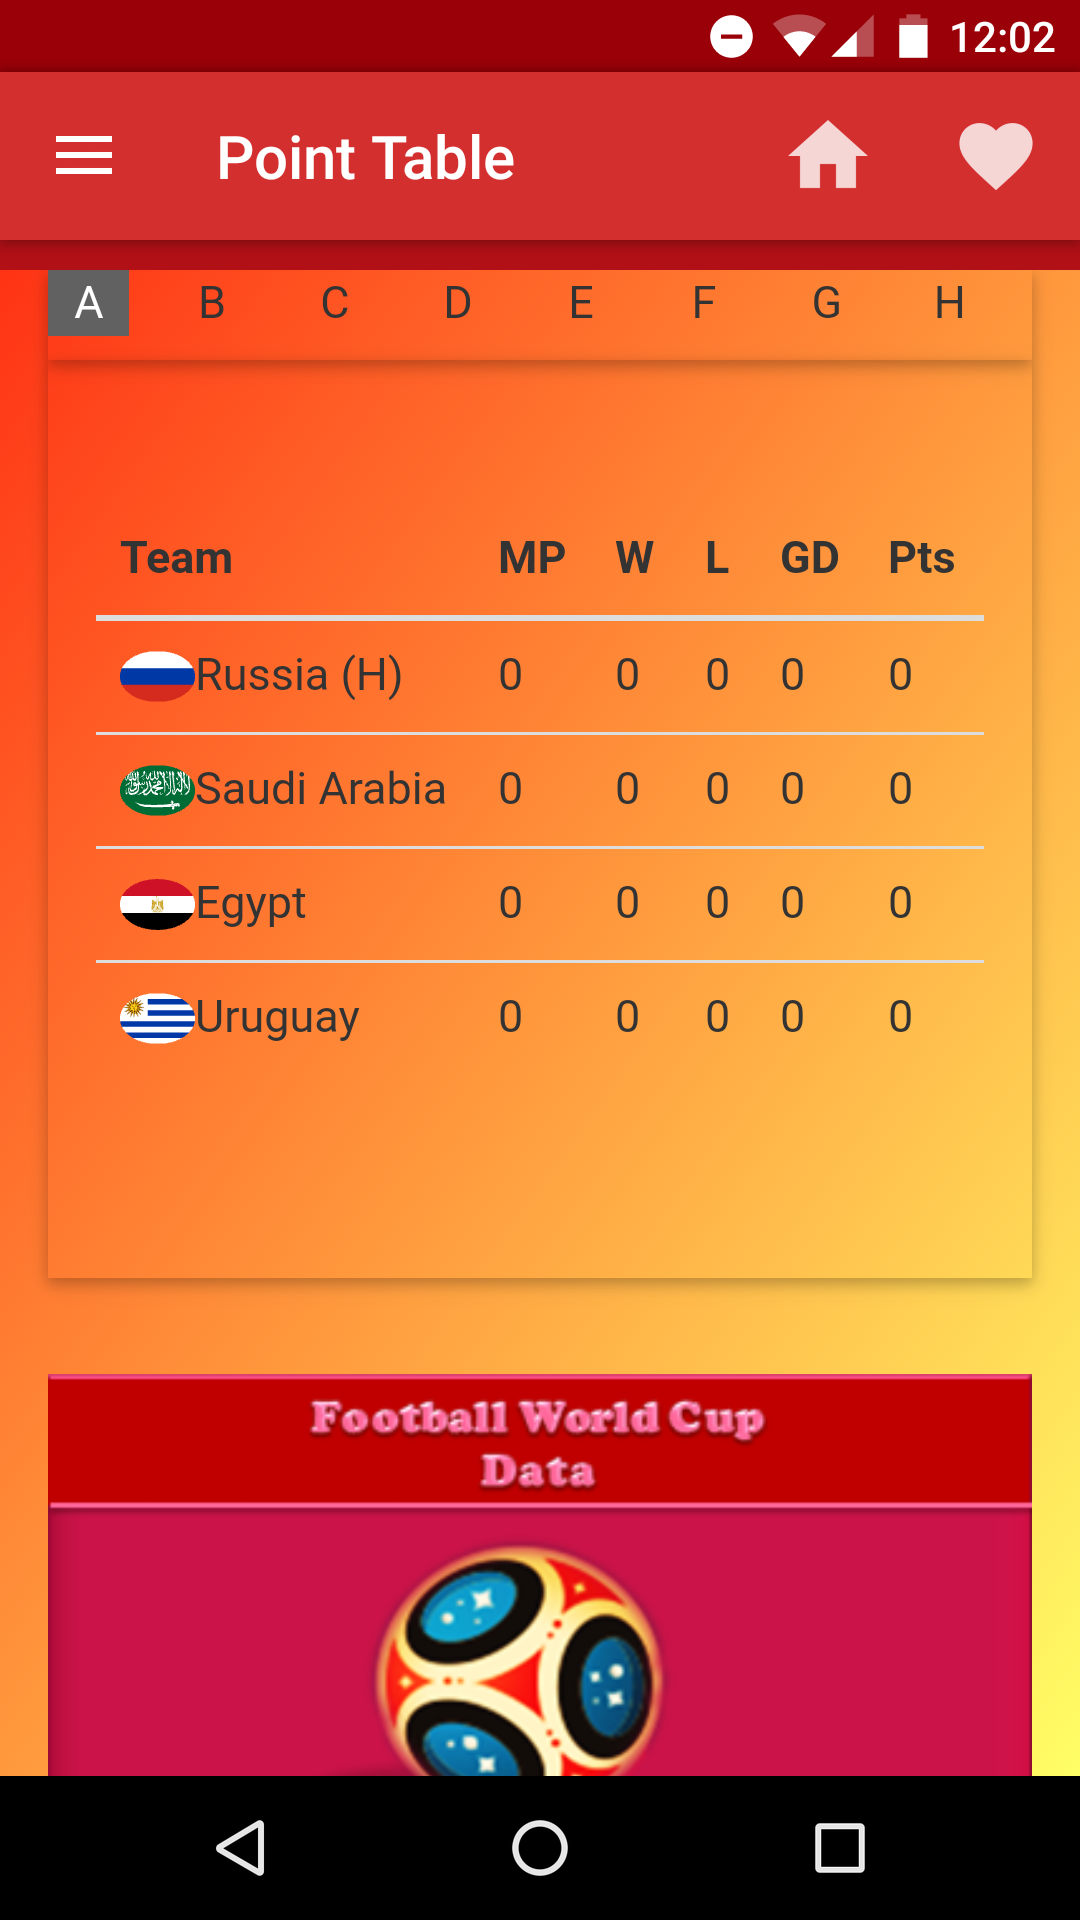 12:02
Point Table
A B C D E F G H
Team MP W L GD Pts
Russia (H) 0 0 0 0 0
Saudi Arabia 0 0 0 0 0
Egypt 0 0 0 0 0
Uruguay 0 0 0 0 0
Football World Cup
Data